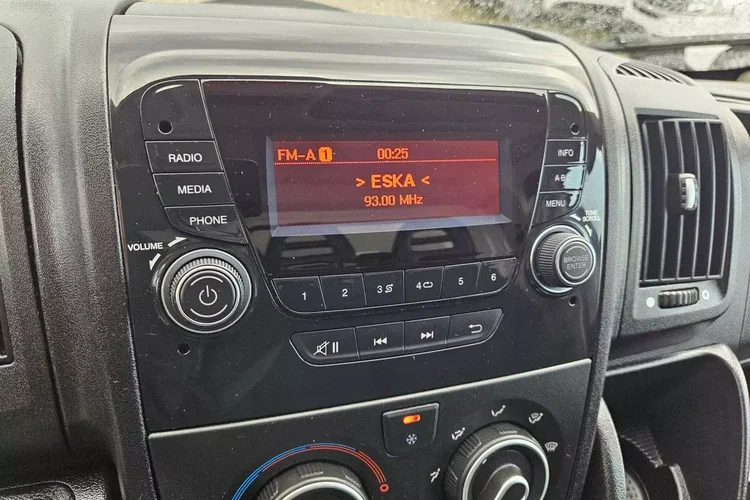 FM-A 1 00:25
> ESKA <
93.00 MHz
RADIO
MEDIA
PHONE
VOLUME
INFO
A-B-C
MENU
TUNE
SCROLL
BROWSE
ENTER
1 2 3 4 5 6